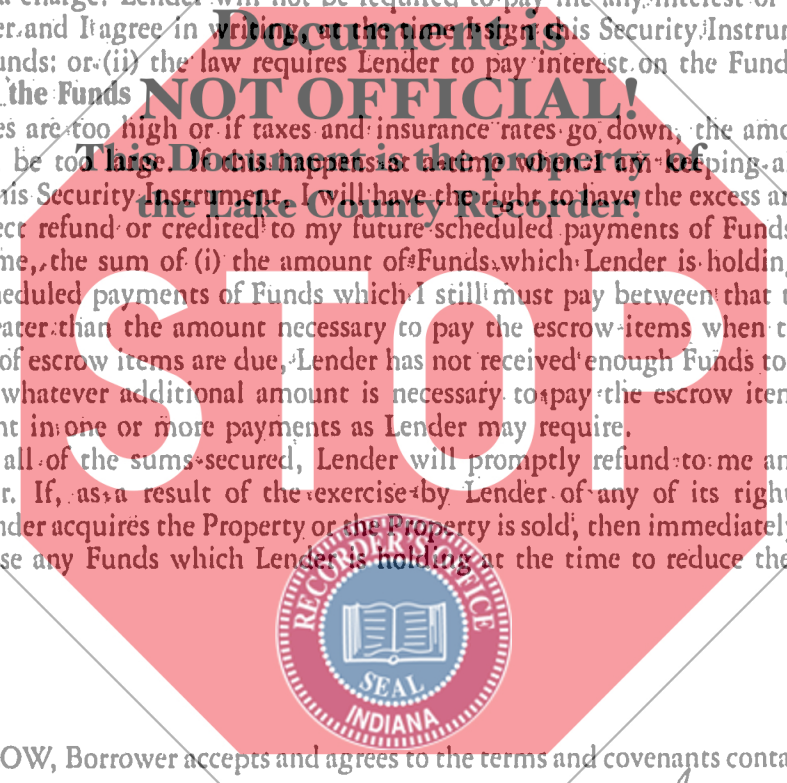 a charge. Lender will not be required to pay me any interest or
er and I agree in writing, at the time I sign this Security Instrum
unds; or (ii) the law requires Lender to pay interest on the Fund
the Funds
es are too high or if taxes and insurance rates go down, the amo
be too large. If this happens at a time when I am keeping a
his Security Instrument, I will have the right to have the excess am
ect refund or credited to my future scheduled payments of Funds
me, the sum of (i) the amount of Funds which Lender is holding
heduled payments of Funds which I still must pay between that t
eater than the amount necessary to pay the escrow items when t
of escrow items are due, Lender has not received enough Funds to
whatever additional amount is necessary to pay the escrow item
nt in one or more payments as Lender may require.
all of the sums secured, Lender will promptly refund to me an
r. If, as a result of the exercise by Lender of any of its righ
nder acquires the Property or the Property is sold, then immediately
se any Funds which Lender is holding at the time to reduce the
OW, Borrower accepts and agrees to the terms and covenants conta
Document is
NOT OFFICIAL!
This Document is the property of
the Lake County Recorder!
STOP
RECORDER'S OFFICE
SEAL
INDIANA